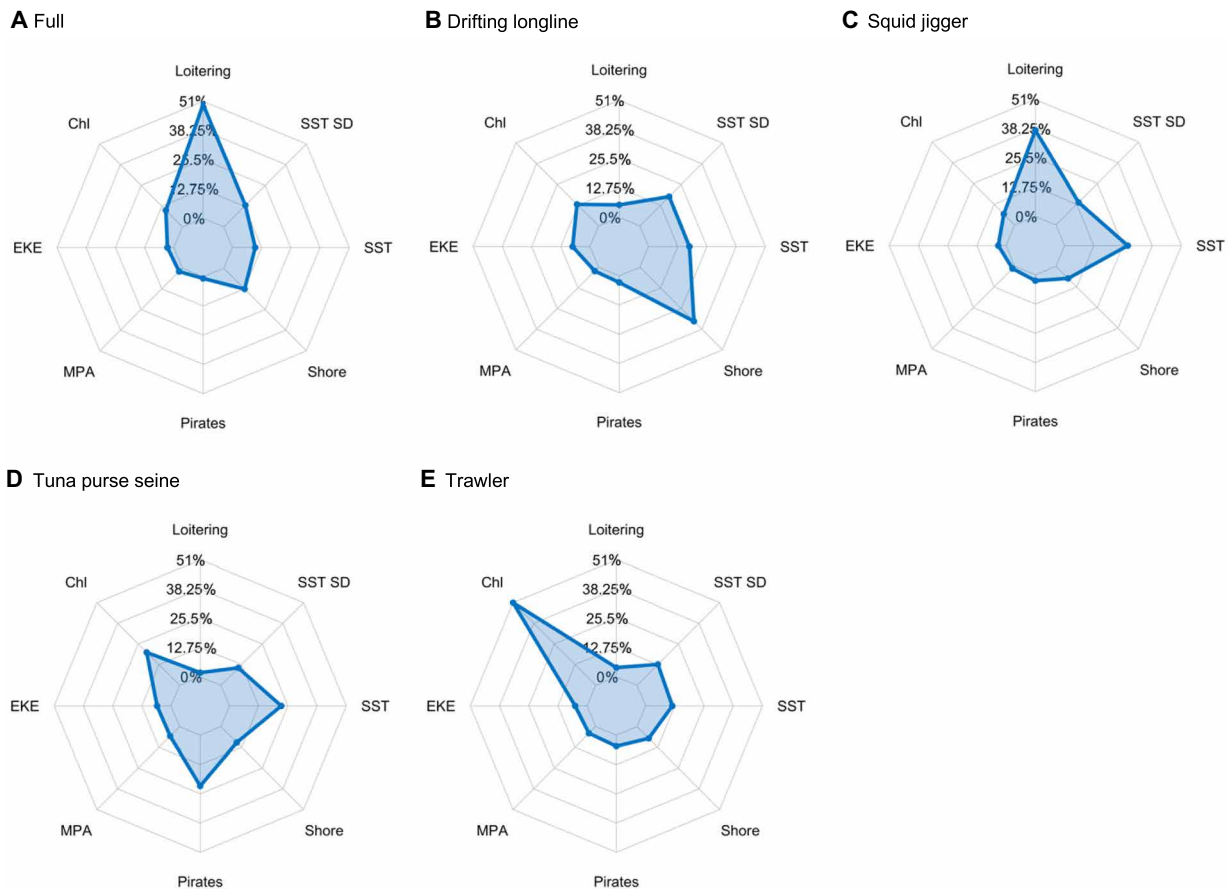 A Full
Loitering
51%
Chl
SST SD
38.25%
25.5%
12.75%
0%
EKE
SST
MPA
Shore
Pirates
B Drifting longline
Loitering
51%
Chl
SST SD
38.25%
25.5%
12.75%
0%
EKE
SST
MPA
Shore
Pirates
C Squid jigger
Loitering
51%
Chl
SST SD
38.25%
25.5%
12.75%
0%
EKE
SST
MPA
Shore
Pirates
D Tuna purse seine
Loitering
51%
Chl
SST SD
38.25%
25.5%
12.75%
0%
EKE
SST
MPA
Shore
Pirates
E Trawler
Loitering
51%
Chl
SST SD
38.25%
25.5%
12.75%
0%
EKE
SST
MPA
Shore
Pirates